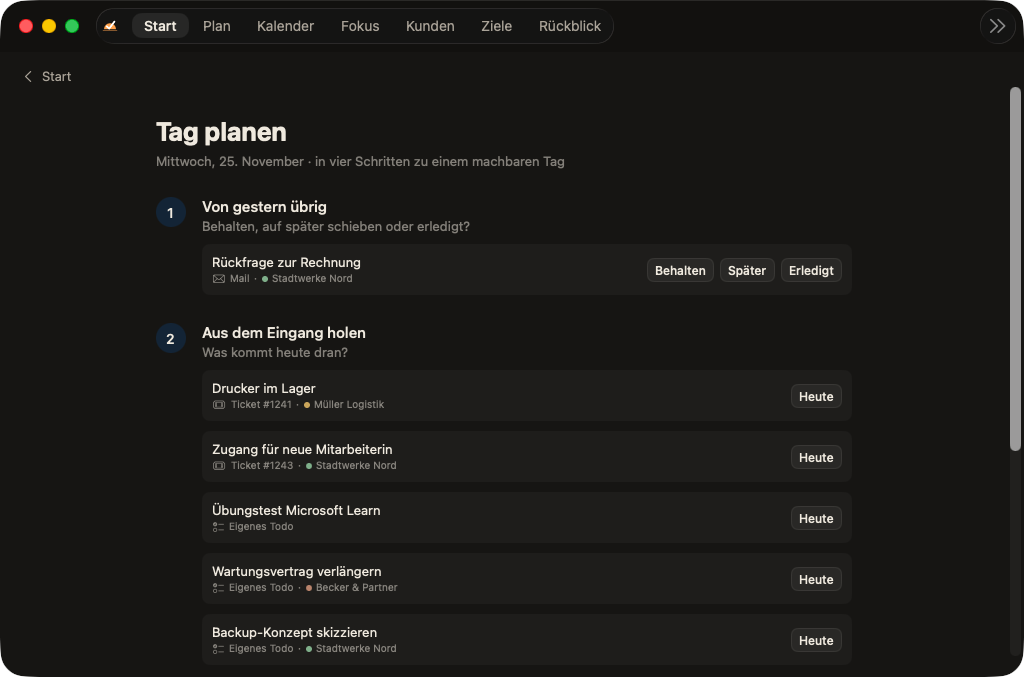 Start Plan Kalender Fokus Kunden Ziele Rückblick
Start
Tag planen
Mittwoch, 25. November · in vier Schritten zu einem machbaren Tag
1 Von gestern übrig
Behalten, auf später schieben oder erledigt?
Rückfrage zur Rechnung
Mail · Stadtwerke Nord
Behalten Später Erledigt
2 Aus dem Eingang holen
Was kommt heute dran?
Drucker im Lager
Ticket #1241 · Müller Logistik
Heute
Zugang für neue Mitarbeiterin
Ticket #1243 · Stadtwerke Nord
Heute
Übungstest Microsoft Learn
Eigenes Todo
Heute
Wartungsvertrag verlängern
Eigenes Todo · Becker & Partner
Heute
Backup-Konzept skizzieren
Eigenes Todo · Stadtwerke Nord
Heute